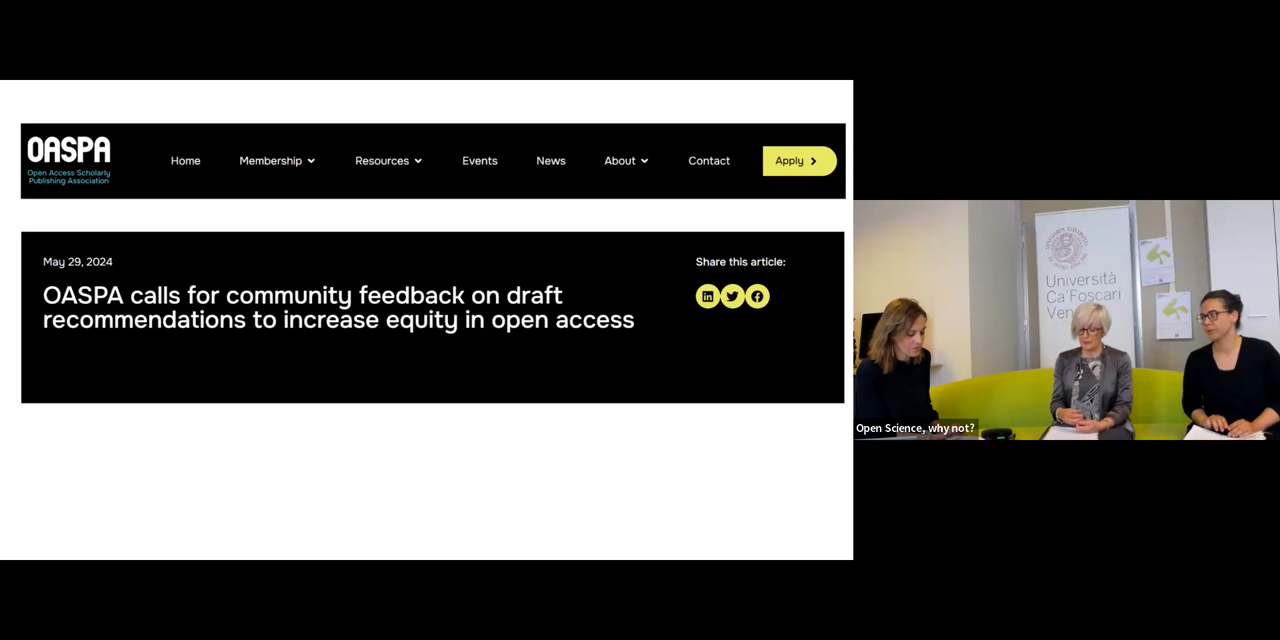 OASPA
Open Access Scholarly
Publishing Association
Home
Membership
Resources
Events
News
About
Contact
Apply
May 29, 2024
Share this article:
OASPA calls for community feedback on draft
recommendations to increase equity in open access
Università
Ca'Foscari
Open Science, why not?